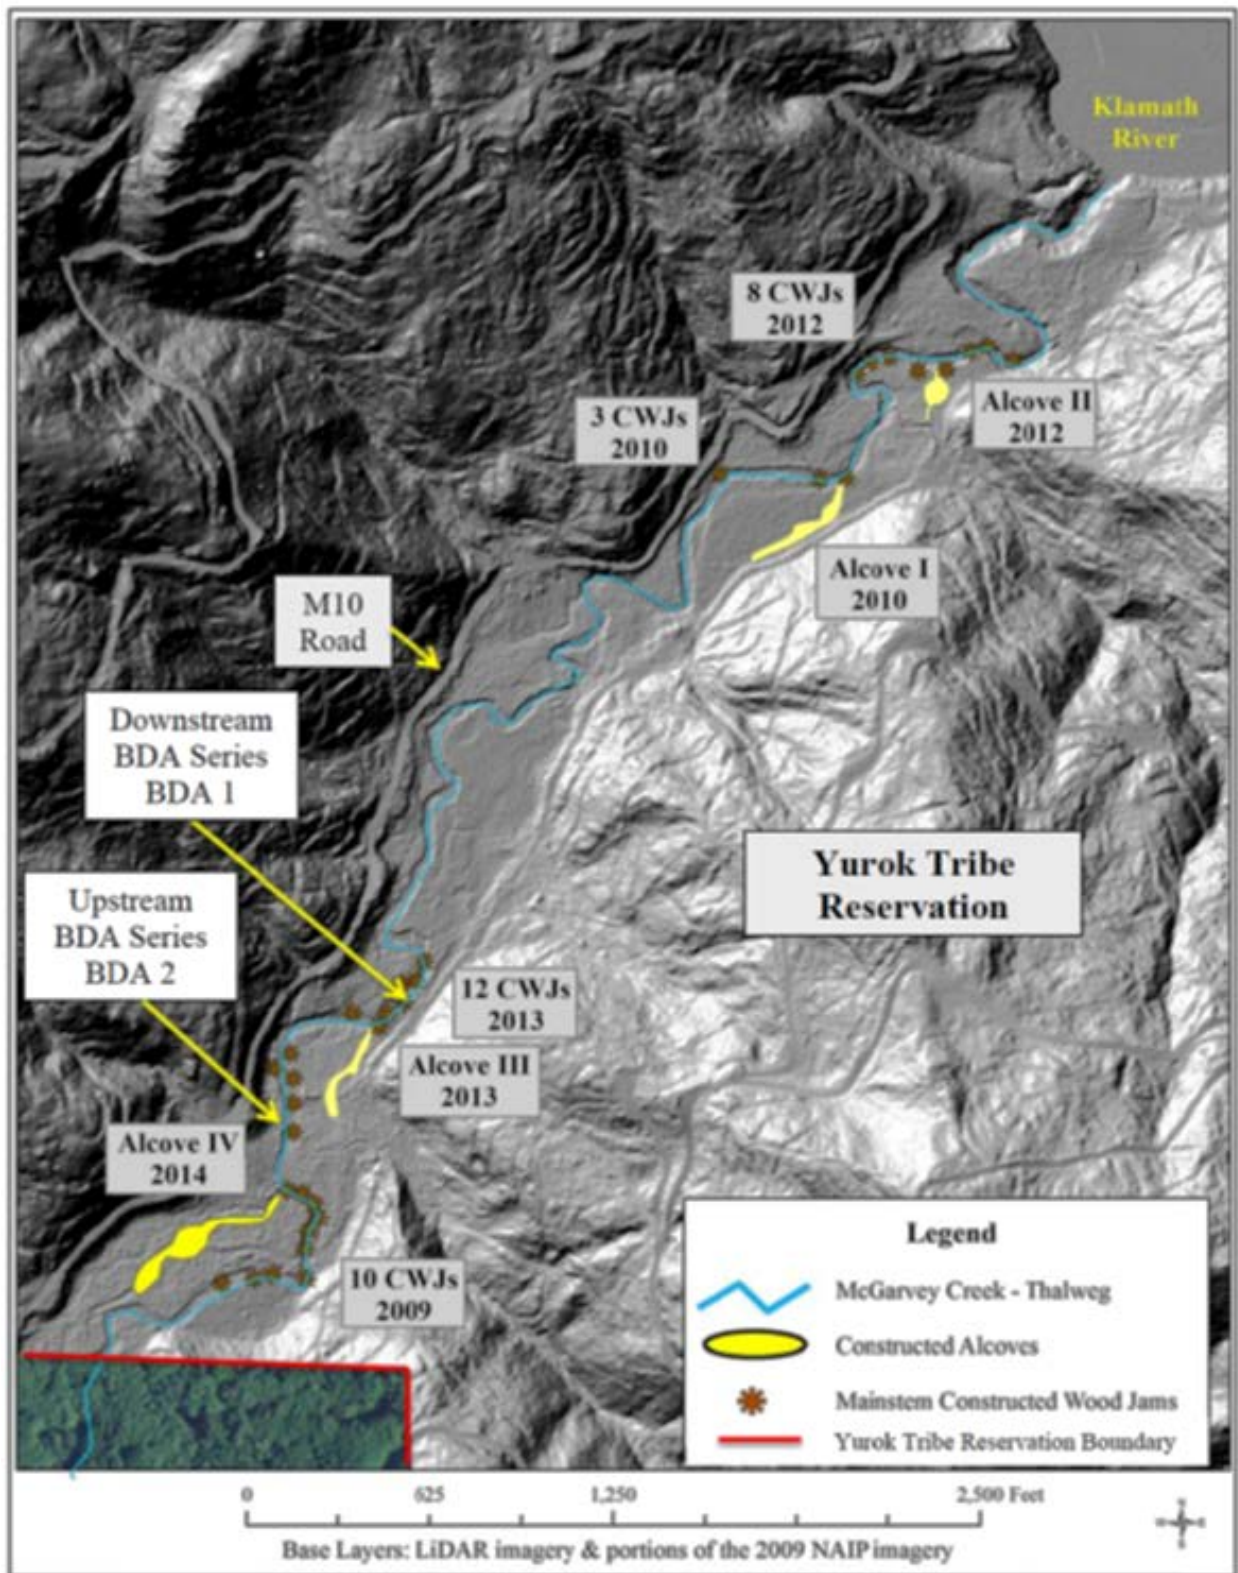 Klamath
River
8 CWJs
2012
Alcove II
2012
3 CWJs
2010
Alcove I
2010
M10
Road
Downstream
BDA Series
BDA 1
Yurok Tribe
Reservation
Upstream
BDA Series
BDA 2
12 CWJs
2013
Alcove III
2013
Alcove IV
2014
10 CWJs
2009
Legend
McGarvey Creek - Thalweg
Constructed Alcoves
Mainstem Constructed Wood Jams
Yurok Tribe Reservation Boundary
0 625 1,250 2,500 Feet
Base Layers: LiDAR imagery & portions of the 2009 NAIP imagery